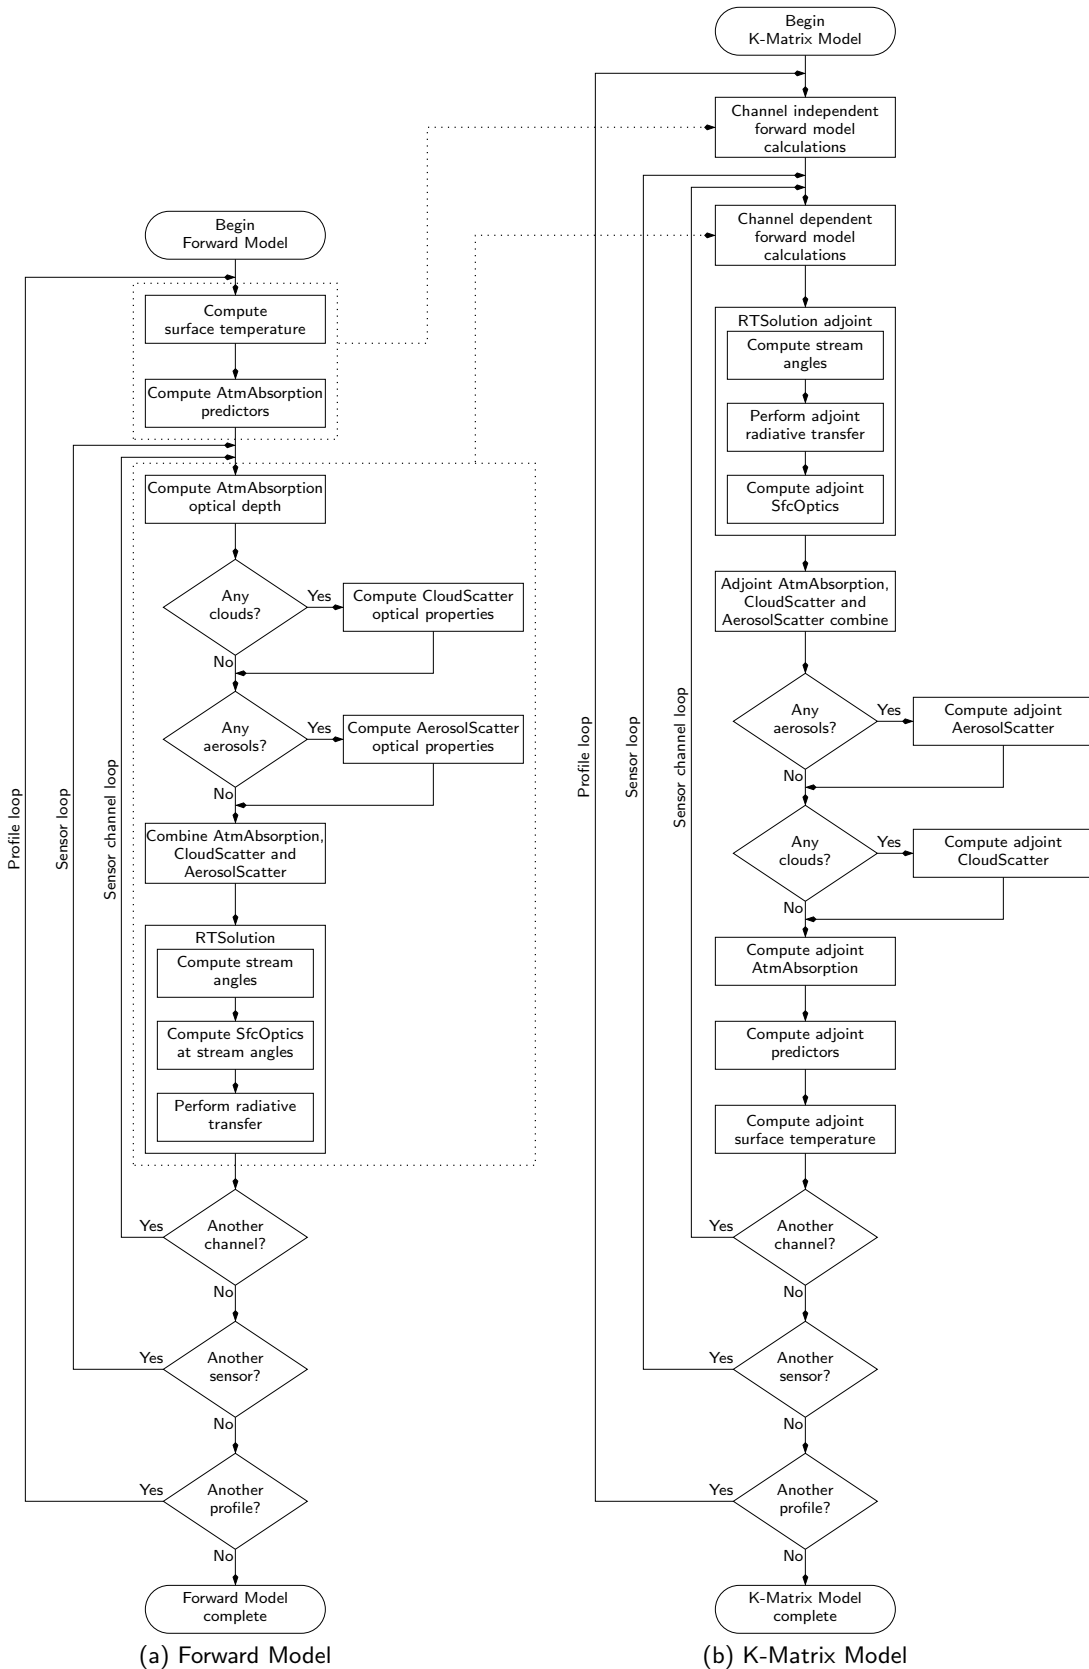 Begin
Forward Model
Compute
surface temperature
Compute AtmAbsorption
predictors
Compute AtmAbsorption
optical depth
Any
clouds?
Yes
Compute CloudScatter
optical properties
No
Any
aerosols?
Yes
Compute AerosolScatter
optical properties
No
Combine AtmAbsorption,
CloudScatter and
AerosolScatter
RTSolution
Compute stream
angles
Compute SfcOptics
at stream angles
Perform radiative
transfer
Another
channel?
Yes
No
Another
sensor?
Yes
No
Another
profile?
Yes
No
Forward Model
complete
Profile loop
Sensor loop
Sensor channel loop
(a) Forward Model
Begin
K-Matrix Model
Channel independent
forward model
calculations
Channel dependent
forward model
calculations
RTSolution adjoint
Compute stream
angles
Perform adjoint
radiative transfer
Compute adjoint
SfcOptics
Adjoint AtmAbsorption,
CloudScatter and
AerosolScatter combine
Any
aerosols?
Yes
Compute adjoint
AerosolScatter
No
Any
clouds?
Yes
Compute adjoint
CloudScatter
No
Compute adjoint
AtmAbsorption
Compute adjoint
predictors
Compute adjoint
surface temperature
Another
channel?
Yes
No
Another
sensor?
Yes
No
Another
profile?
Yes
No
K-Matrix Model
complete
Profile loop
Sensor loop
Sensor channel loop
(b) K-Matrix Model